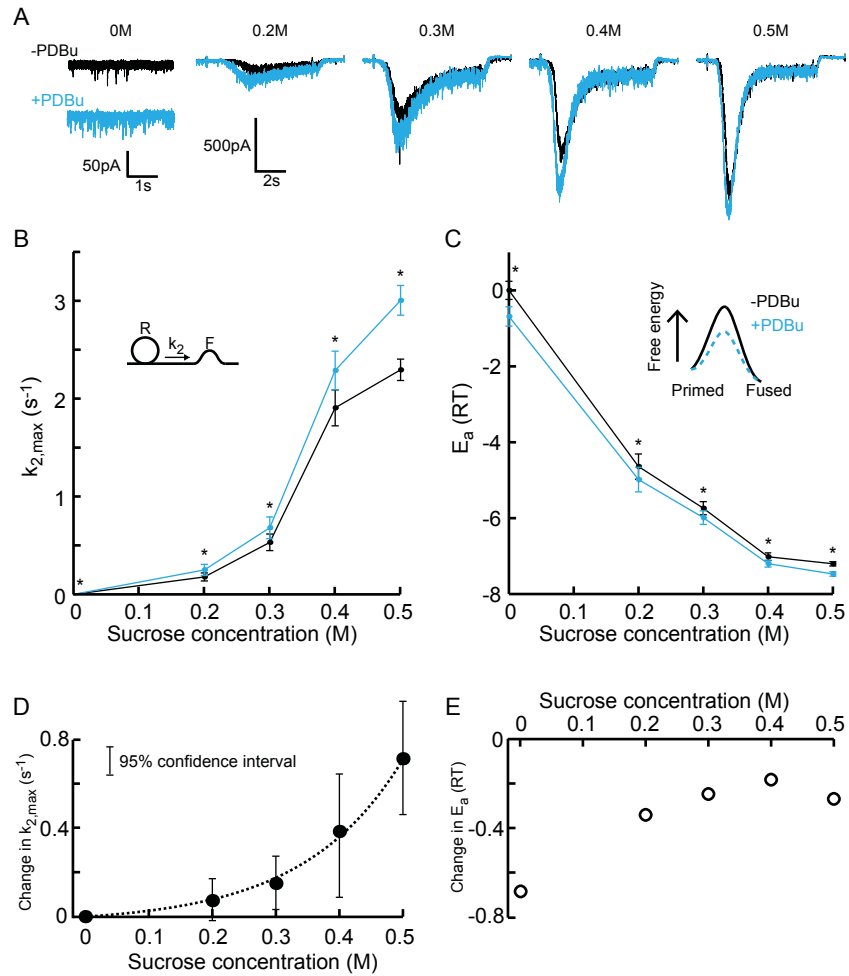 A
0M 0.2M 0.3M 0.4M 0.5M
-PDBu
+PDBu
50pA
1s
500pA
2s
B
k2,max (s-1)
3
2
1
0
R
k2
F
* * * * *
0.1 0.2 0.3 0.4 0.5
Sucrose concentration (M)
C
Ea (RT)
0
-2
-4
-6
-8
* * * * *
Free energy
-PDBu
+PDBu
Primed Fused
0 0.1 0.2 0.3 0.4 0.5
Sucrose concentration (M)
D
Change in k2,max (s-1)
0.8
0.4
0
95% confidence interval
0 0.1 0.2 0.3 0.4 0.5
Sucrose concentration (M)
E
Sucrose concentration (M)
0 0.1 0.2 0.3 0.4 0.5
Change in Ea (RT)
0
-0.4
-0.8